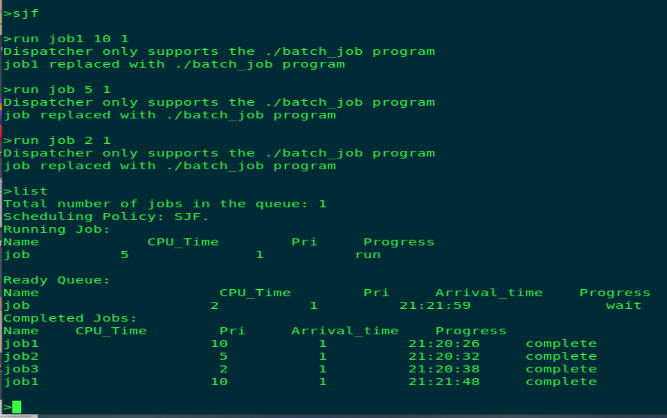 >sjf
>run job1 10 1
Dispatcher only supports the ./batch_job program
job1 replaced with ./batch_job program
>run job 5 1
Dispatcher only supports the ./batch_job program
job replaced with ./batch_job program
>run job 2 1
Dispatcher only supports the ./batch_job program
job replaced with ./batch_job program
>list
Total number of jobs in the queue: 1
Scheduling Policy: SJF.
Running Job:
Name CPU_Time Pri Progress
job 5 1 run
Ready Queue:
Name CPU_Time Pri Arrival_time Progress
job 2 1 21:21:59 wait
Completed Jobs:
Name CPU_Time Pri Arrival_time Progress
job1 10 1 21:20:26 complete
job2 5 1 21:20:32 complete
job3 2 1 21:20:38 complete
job1 10 1 21:21:48 complete
>